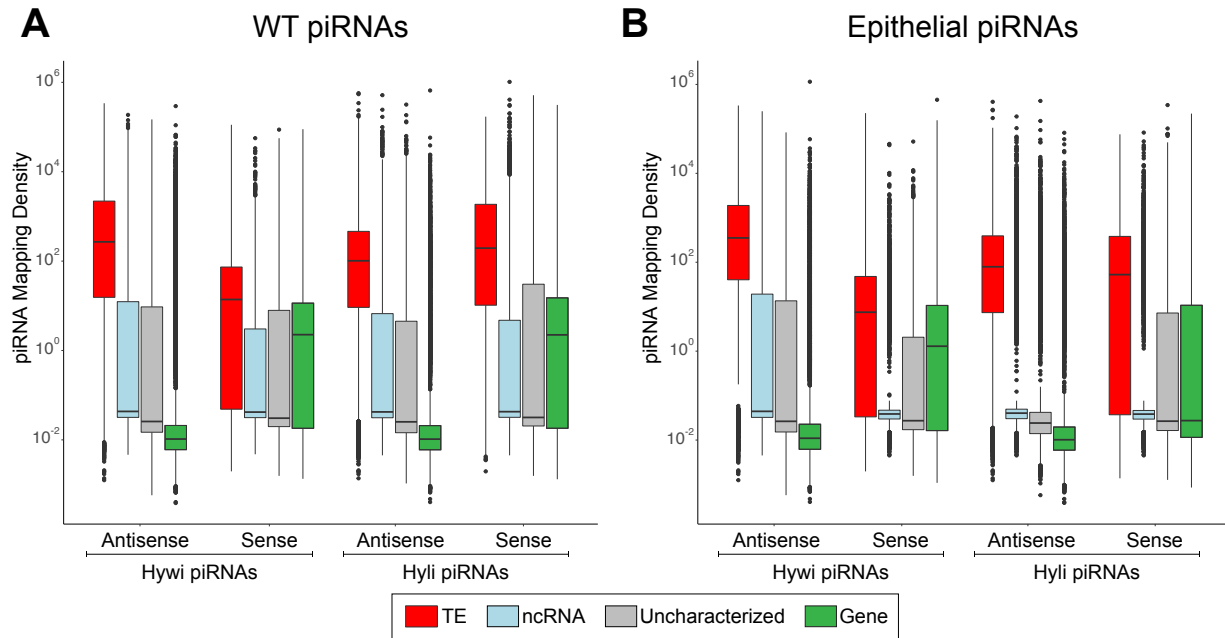 A
WT piRNAs
piRNA Mapping Density
10^6
10^4
10^2
10^0
10^-2
Antisense Sense Antisense Sense
Hywi piRNAs Hyli piRNAs
B
Epithelial piRNAs
piRNA Mapping Density
10^6
10^4
10^2
10^0
10^-2
Antisense Sense Antisense Sense
Hywi piRNAs Hyli piRNAs
TE ncRNA Uncharacterized Gene